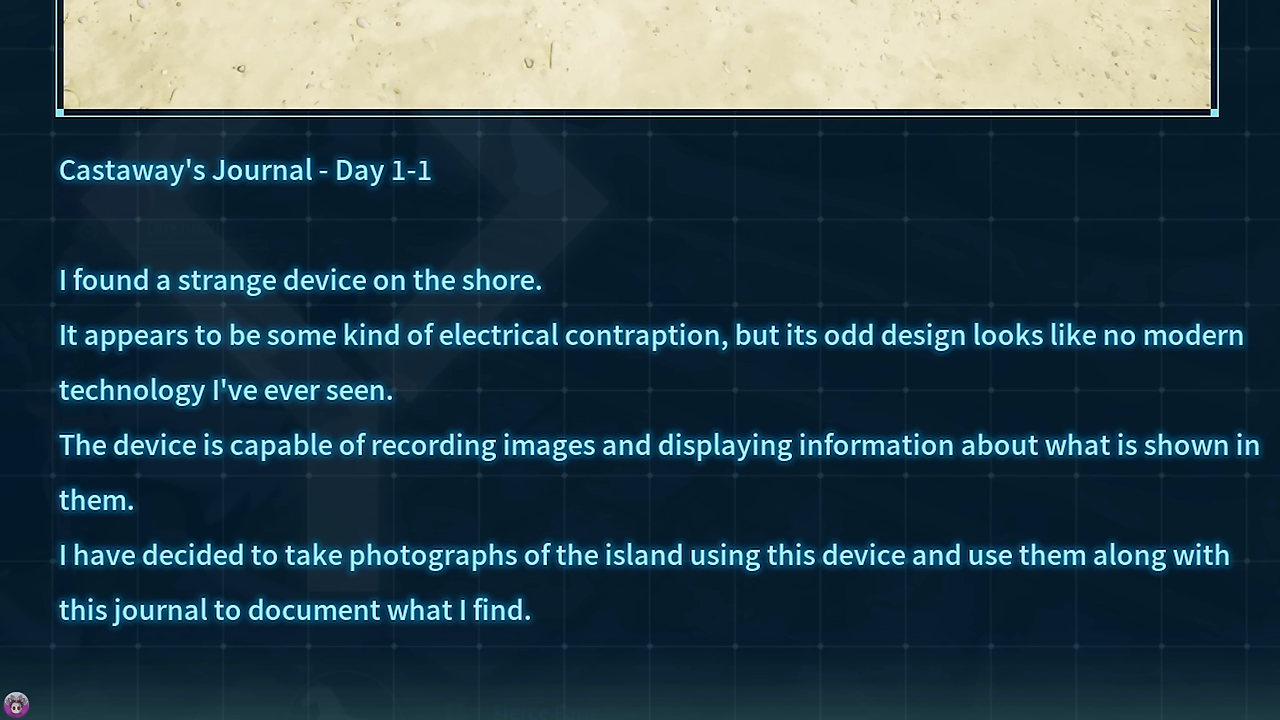 Castaway's Journal - Day 1-1
I found a strange device on the shore.
It appears to be some kind of electrical contraption, but its odd design looks like no modern
technology I've ever seen.
The device is capable of recording images and displaying information about what is shown in
them.
I have decided to take photographs of the island using this device and use them along with
this journal to document what I find.